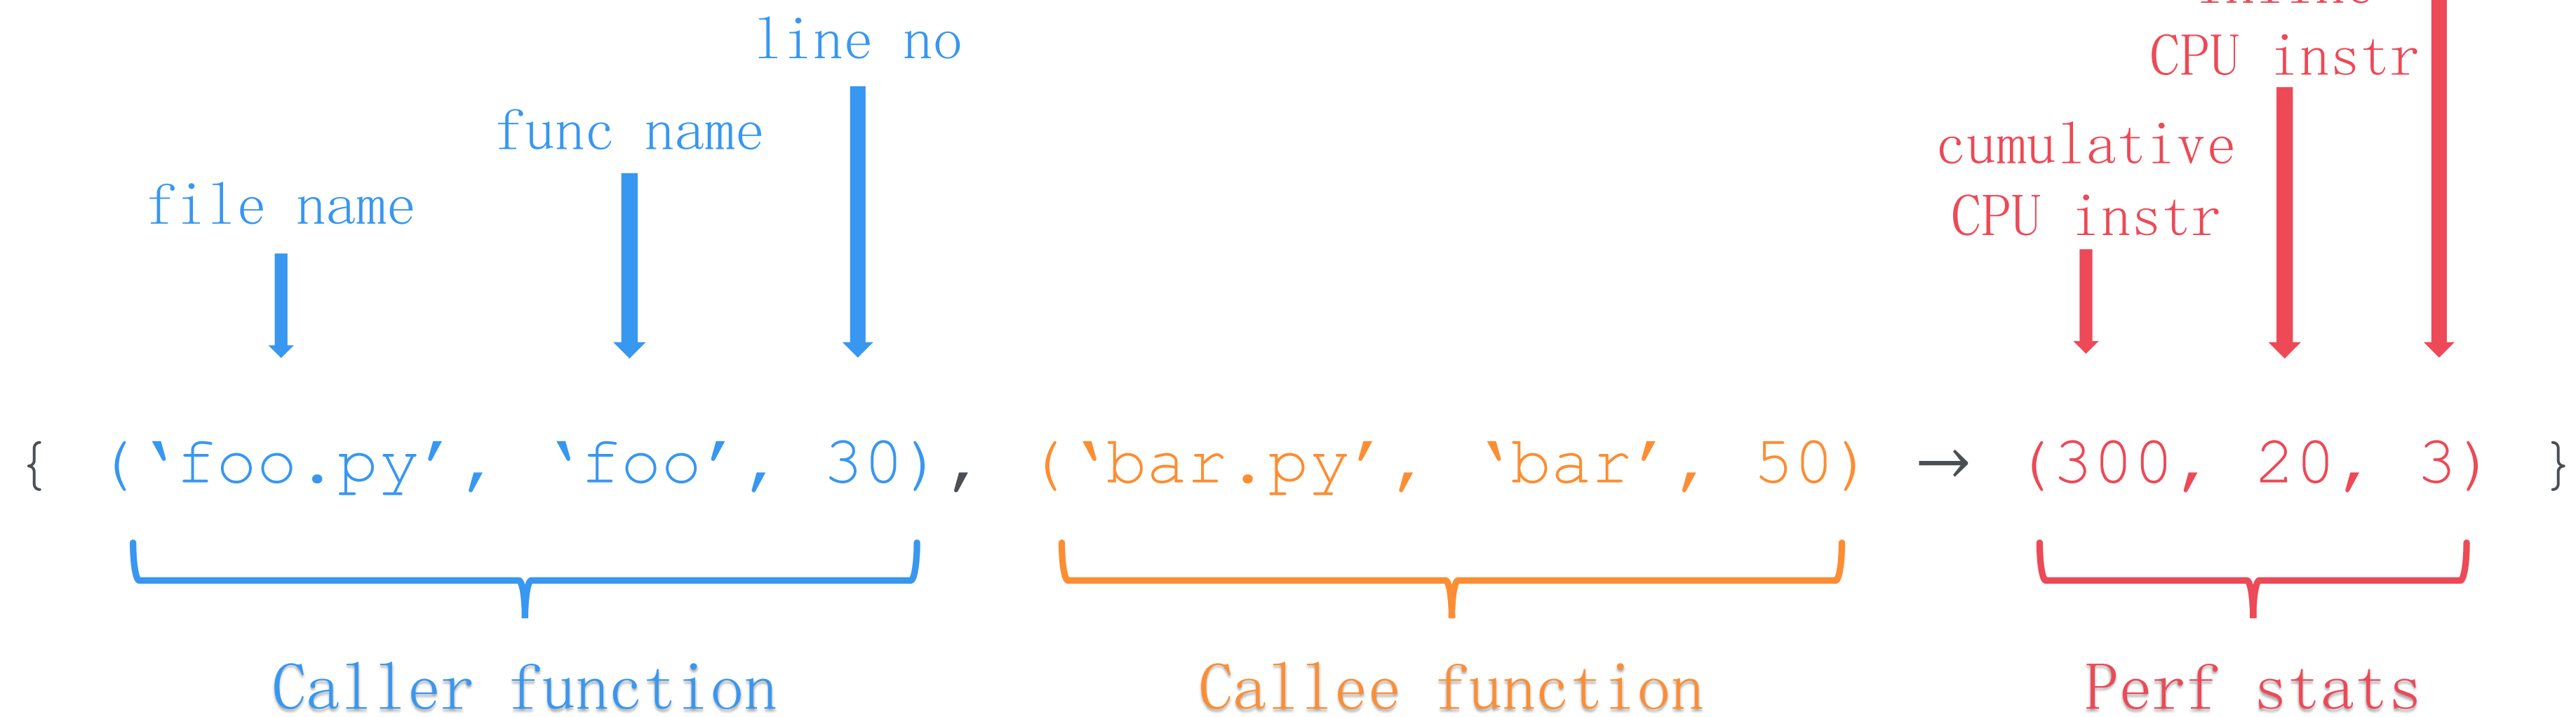 line no
func name
file name
CPU instr
cumulative
CPU instr
{ (‘foo.py’, ‘foo’, 30), (‘bar.py’, ‘bar’, 50) → (300, 20, 3) }
Caller function
Callee function
Perf stats